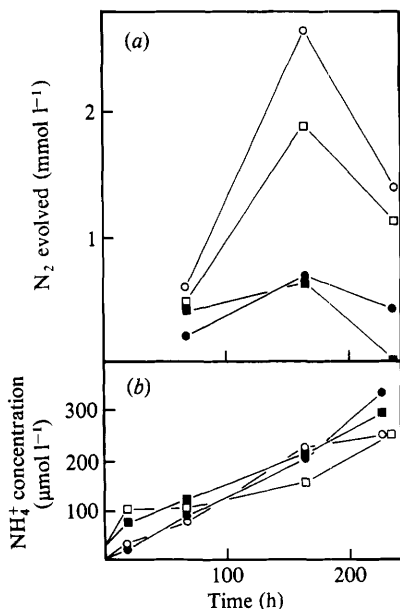 (a)
N₂ evolved (mmol l⁻¹)
2
1
(b)
NH₄⁺ concentration
(μmol l⁻¹)
300
200
100
100
200
Time (h)